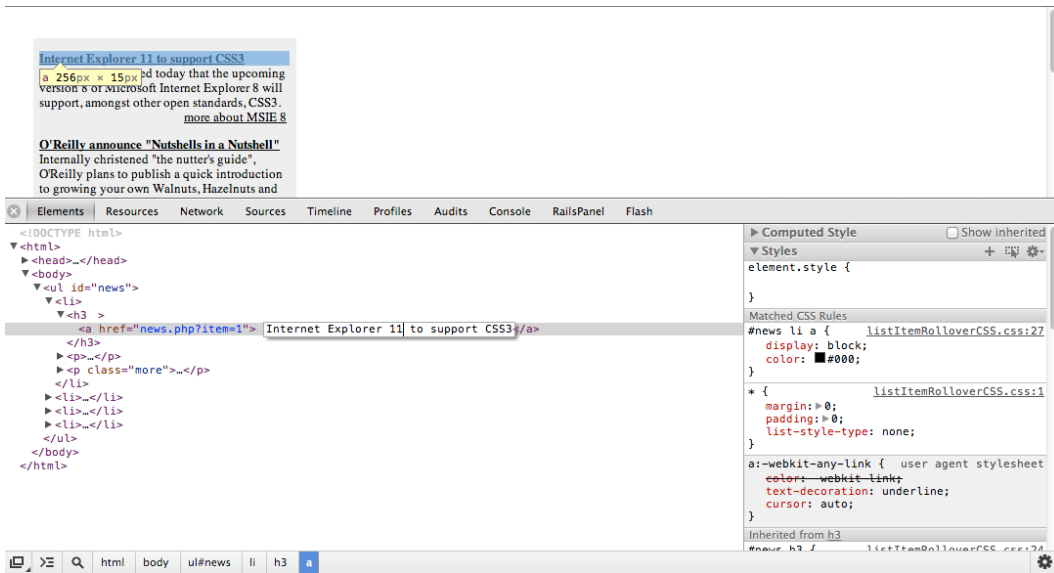 Internet Explorer 11 to support CSS3
a 256px × 15px ed today that the upcoming
version 8 of Microsoft Internet Explorer 8 will
support, amongst other open standards, CSS3.
more about MSIE 8
O'Reilly announce "Nutshells in a Nutshell"
Internally christened "the nutter's guide",
O'Reilly plans to publish a quick introduction
to growing your own Walnuts, Hazelnuts and
Elements Resources Network Sources Timeline Profiles Audits Console RailsPanel Flash
<!DOCTYPE html>
▼<html>
▶<head>…</head>
▼<body>
▼<ul id="news">
▼<li>
▼<h3 >
<a href="news.php?item=1"> Internet Explorer 11 to support CSS3</a>
</h3>
▶<p>…</p>
▶<p class="more">…</p>
</li>
▶<li>…</li>
▶<li>…</li>
▶<li>…</li>
</ul>
</body>
</html>
▶ Computed Style Show inherited
▼ Styles
element.style {
}
Matched CSS Rules
#news li a { listItemRolloverCSS.css:27
display: block;
color: #000;
}
* { listItemRolloverCSS.css:1
margin:▶0;
padding:▶0;
list-style-type: none;
}
a:-webkit-any-link { user agent stylesheet
color: -webkit-link;
text-decoration: underline;
cursor: auto;
}
Inherited from h3
#news h3 { listItemRolloverCSS.css:24
html body ul#news li h3 a